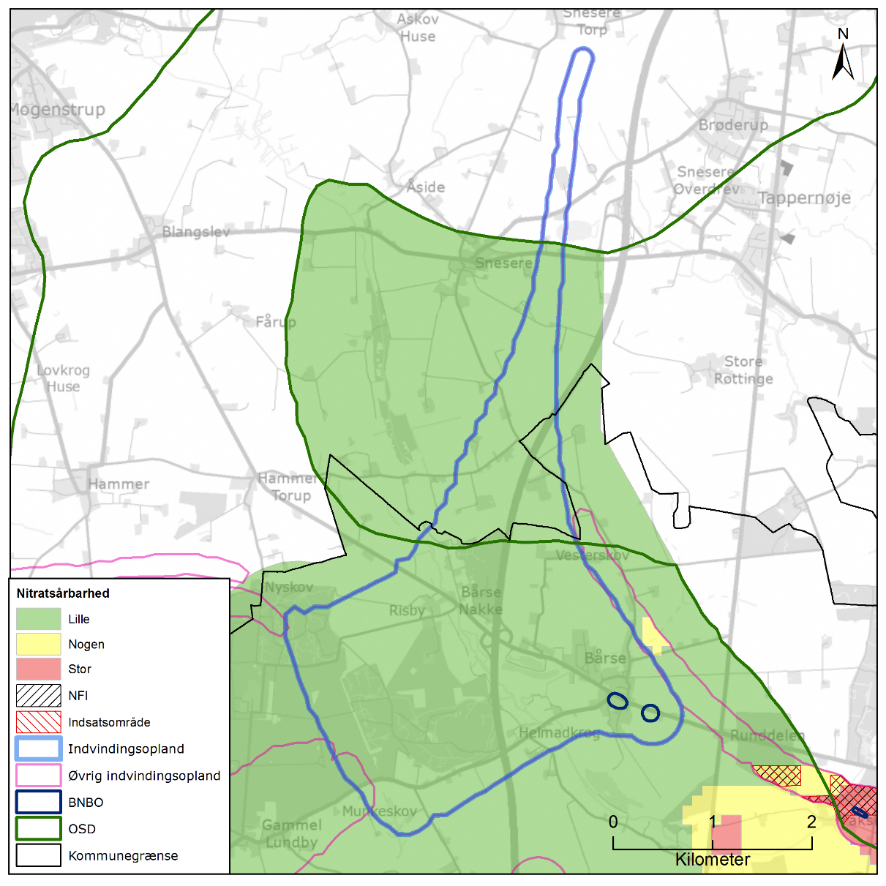 Askov
Huse
Snesere
Torp
N
Mogenstrup
Brøderup
Snesere
Overdrev
Åside
Tappernøje
Blangslev
Snesere
Fårup
Lovkrog
Huse
Store
Rottinge
Hammer
Hammer
Torup
Vesterskov
Nyskov
Bårse
Nakke
Risby
Bårse
Helmadkrog
Runddelen
Munkeskov
Gammel
Lundby
0 1 2
Kilometer
Nitratsårbarhed
Lille
Nogen
Stor
NFI
Indsatsområde
Indvindingsopland
Øvrig indvindingsopland
BNBO
OSD
Kommunegrænse